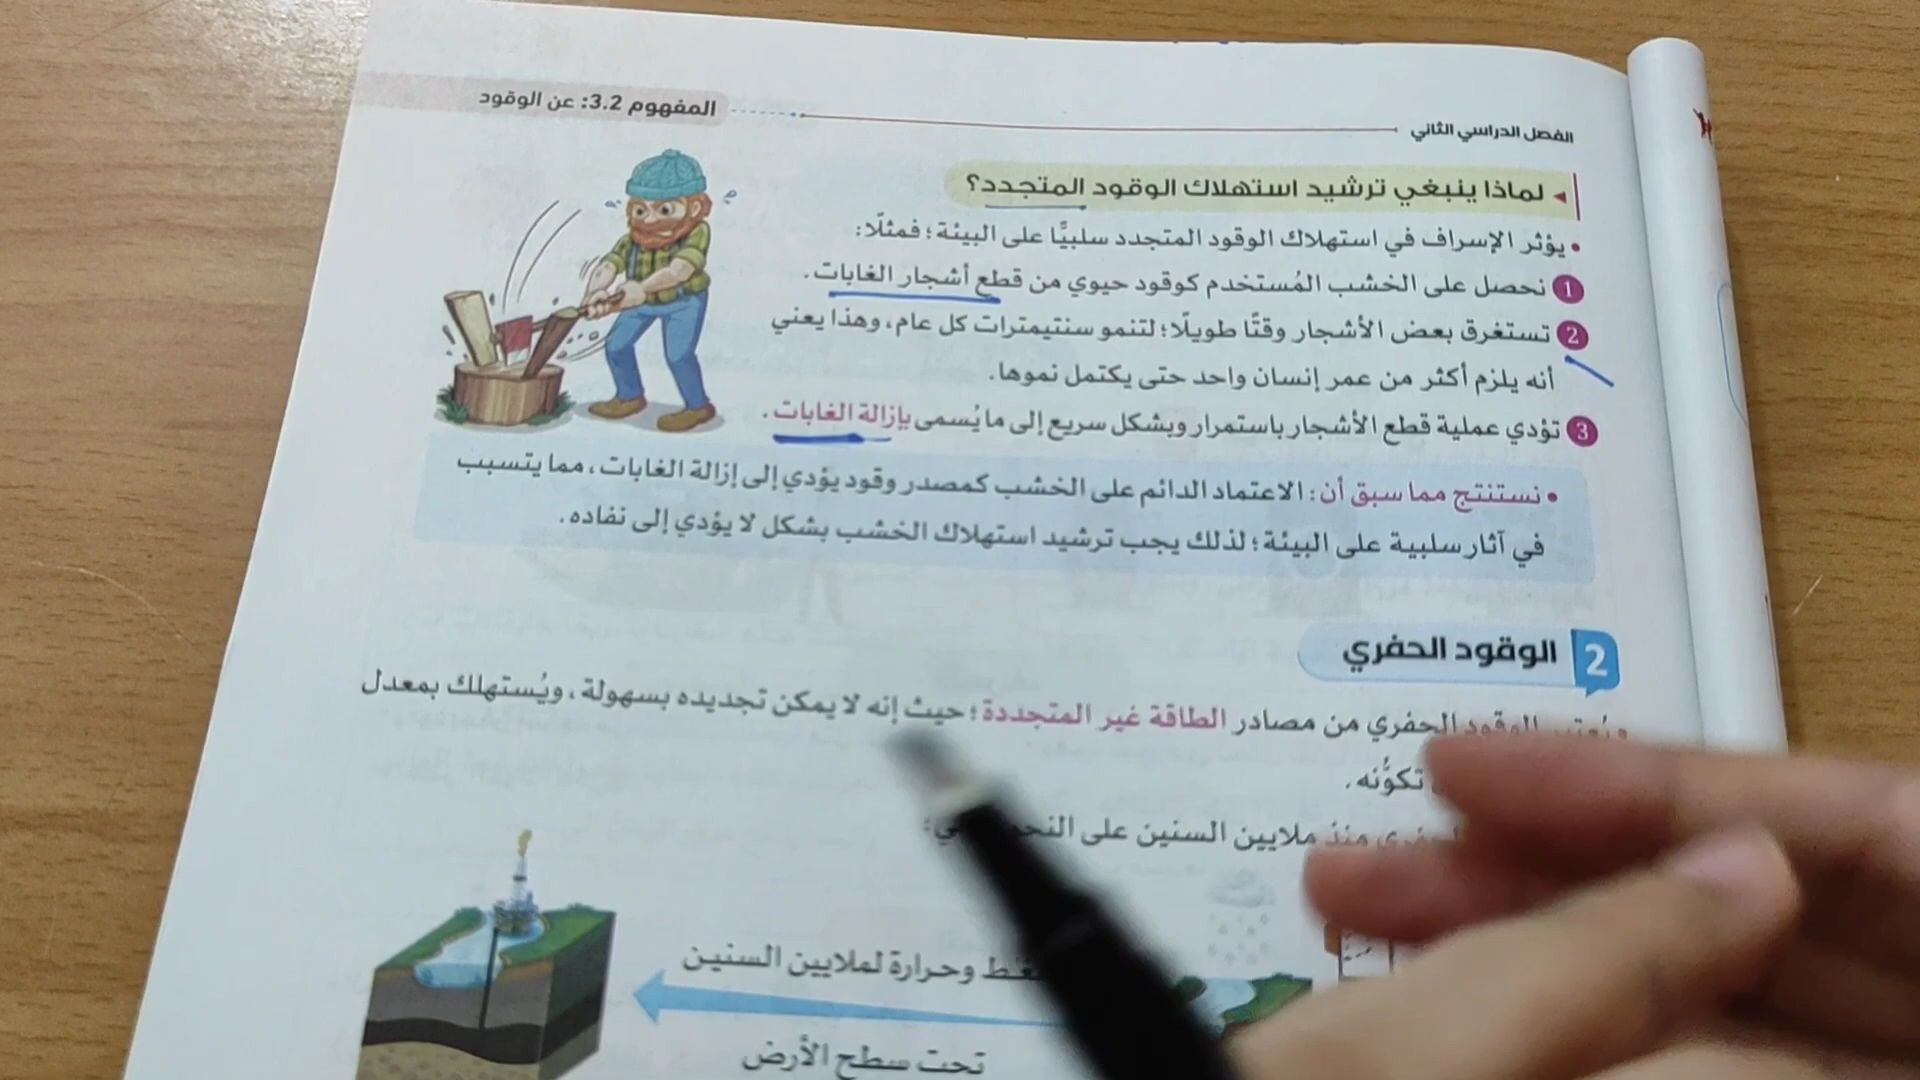 الفصل الدراسي الثاني
المفهوم 3.2: عن الوقود
لماذا ينبغي ترشيد استهلاك الوقود المتجدد؟
• يؤثر الإسراف في استهلاك الوقود المتجدد سلبيًّا على البيئة؛ فمثلًا:
1 نحصل على الخشب المُستخدم كوقود حيوي من قطع أشجار الغابات.
2 تستغرق بعض الأشجار وقتًا طويلًا؛ لتنمو سنتيمترات كل عام، وهذا يعني
أنه يلزم أكثر من عمر إنسان واحد حتى يكتمل نموها.
3 تؤدي عملية قطع الأشجار باستمرار وبشكل سريع إلى ما يُسمى بإزالة الغابات.
• نستنتج مما سبق أن: الاعتماد الدائم على الخشب كمصدر وقود يؤدي إلى إزالة الغابات، مما يتسبب
في آثار سلبية على البيئة؛ لذلك يجب ترشيد استهلاك الخشب بشكل لا يؤدي إلى نفاده.
2 الوقود الحفري
الوقود الحفري من مصادر الطاقة غير المتجددة؛ حيث إنه لا يمكن تجديده بسهولة، ويُستهلك بمعدل
تكوُّنه.
منذ ملايين السنين على
وحرارة لملايين السنين
تحت سطح الأرض